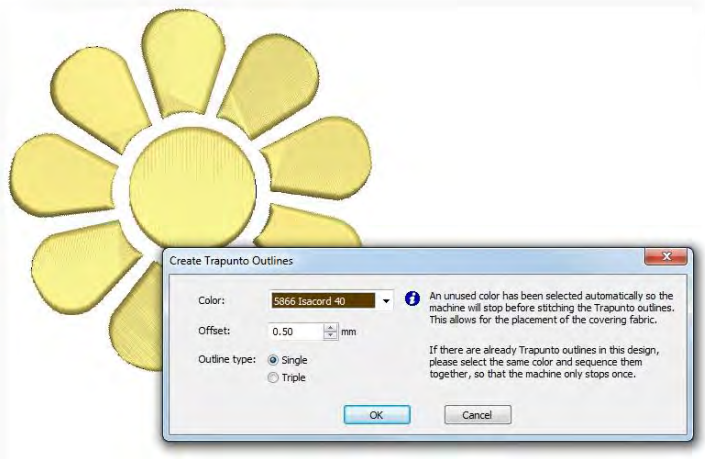 Create Trapunto Outlines
Color: 5866 Isacord 40
An unused color has been selected automatically so the
machine will stop before stitching the Trapunto outlines.
This allows for the placement of the covering fabric.
Offset: 0.50 mm
If there are already Trapunto outlines in this design,
please select the same color and sequence them
together, so that the machine only stops once.
Outline type: Single
Triple
OK Cancel